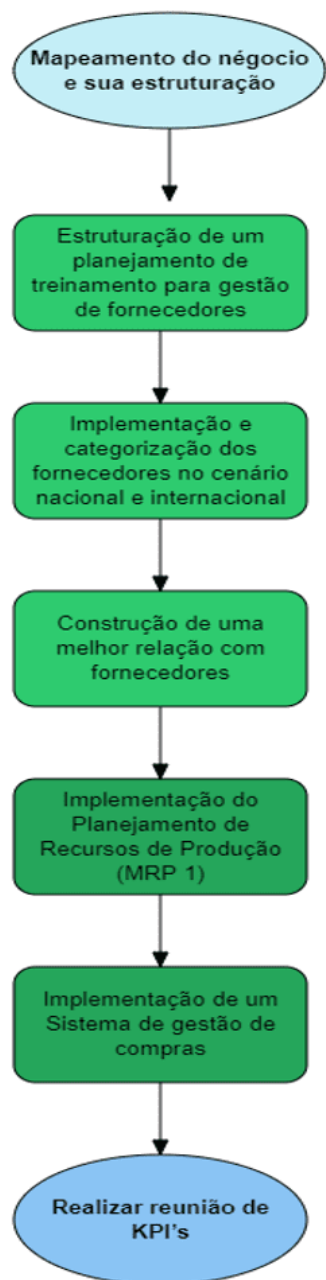 Mapeamento do négocio
e sua estruturação
Estruturação de um
planejamento de
treinamento para gestão
de fornecedores
Implementação e
categorização dos
fornecedores no cenário
nacional e internacional
Construção de uma
melhor relação com
fornecedores
Implementação do
Planejamento de
Recursos de Produção
(MRP 1)
Implementação de um
Sistema de gestão de
compras
Realizar reunião de
KPI's